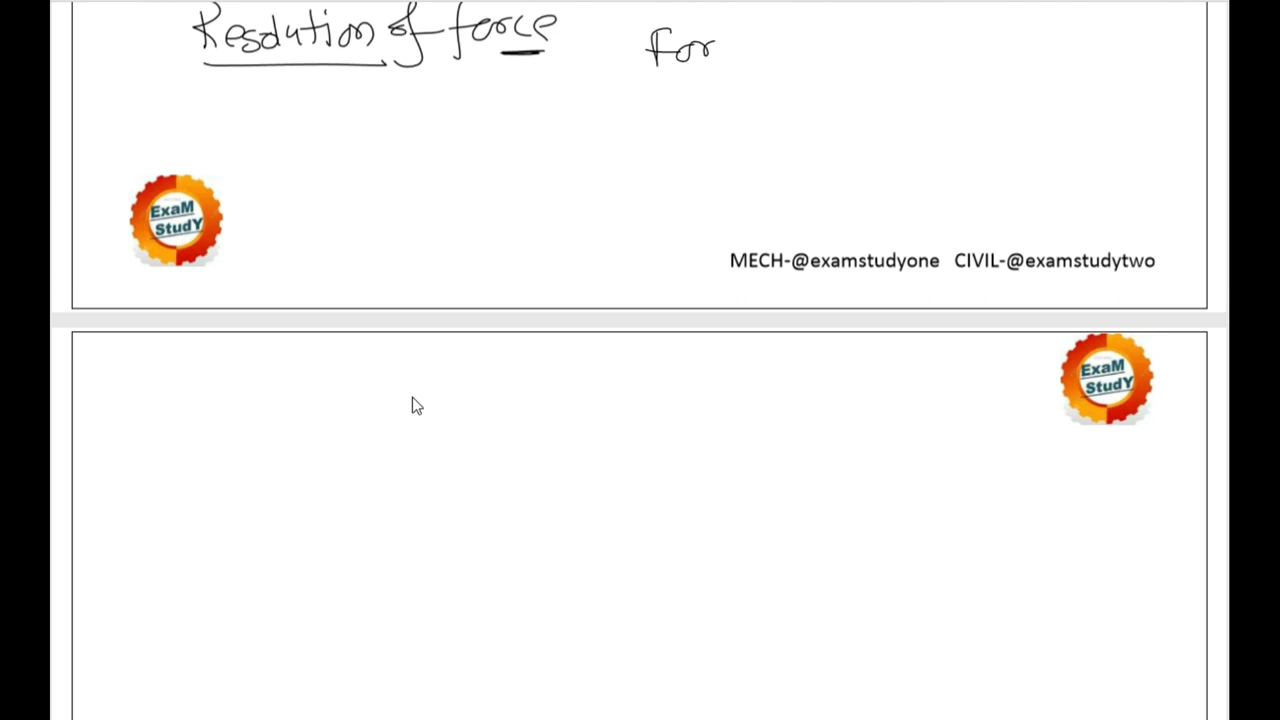 Resolution of force For
ExaM
StudY
MECH-@examstudyone CIVIL-@examstudytwo
ExaM
StudY